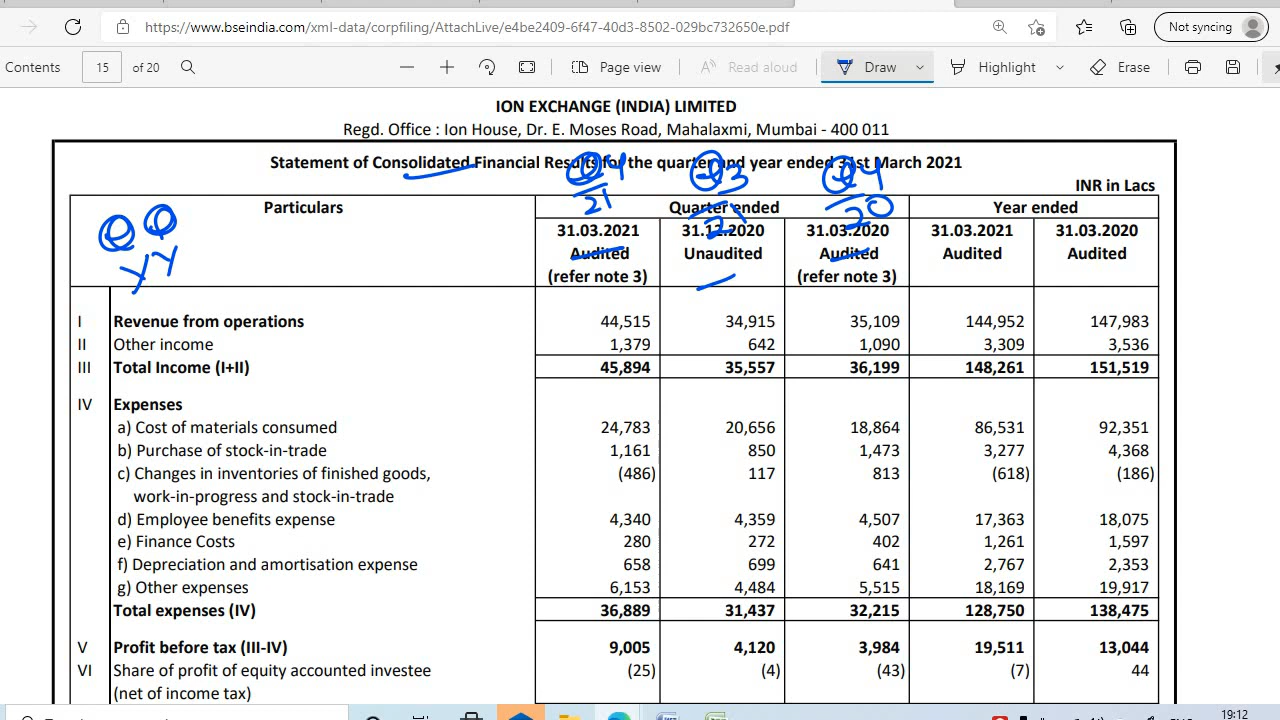 https://www.bseindia.com/xml-data/corpfiling/AttachLive/e4be2409-6f47-40d3-8502-029bc732650e.pdf
Not syncing
Contents 15 of 20 Page view Read aloud Draw Highlight Erase
ION EXCHANGE (INDIA) LIMITED
Regd. Office : Ion House, Dr. E. Moses Road, Mahalaxmi, Mumbai - 400 011
Statement of Consolidated Financial Results for the quarter and year ended 31st March 2021
Q4 Q3 Q4
21 21 20
INR in Lacs
Particulars Quarter ended Year ended
Q Q
Y Y
31.03.2021 31.12.2020 31.03.2020 31.03.2021 31.03.2020
Audited Unaudited Audited Audited Audited
(refer note 3) (refer note 3)
I Revenue from operations 44,515 34,915 35,109 144,952 147,983
II Other income 1,379 642 1,090 3,309 3,536
III Total Income (I+II) 45,894 35,557 36,199 148,261 151,519
IV Expenses
a) Cost of materials consumed 24,783 20,656 18,864 86,531 92,351
b) Purchase of stock-in-trade 1,161 850 1,473 3,277 4,368
c) Changes in inventories of finished goods, (486) 117 813 (618) (186)
work-in-progress and stock-in-trade
d) Employee benefits expense 4,340 4,359 4,507 17,363 18,075
e) Finance Costs 280 272 402 1,261 1,597
f) Depreciation and amortisation expense 658 699 641 2,767 2,353
g) Other expenses 6,153 4,484 5,515 18,169 19,917
Total expenses (IV) 36,889 31,437 32,215 128,750 138,475
V Profit before tax (III-IV) 9,005 4,120 3,984 19,511 13,044
VI Share of profit of equity accounted investee (25) (4) (43) (7) 44
(net of income tax)
19:12